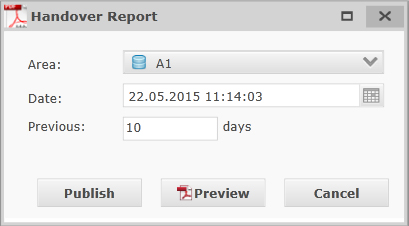 Handover Report
Area: A1
Date: 22.05.2015 11:14:03
Previous: 10 days
Publish Preview Cancel